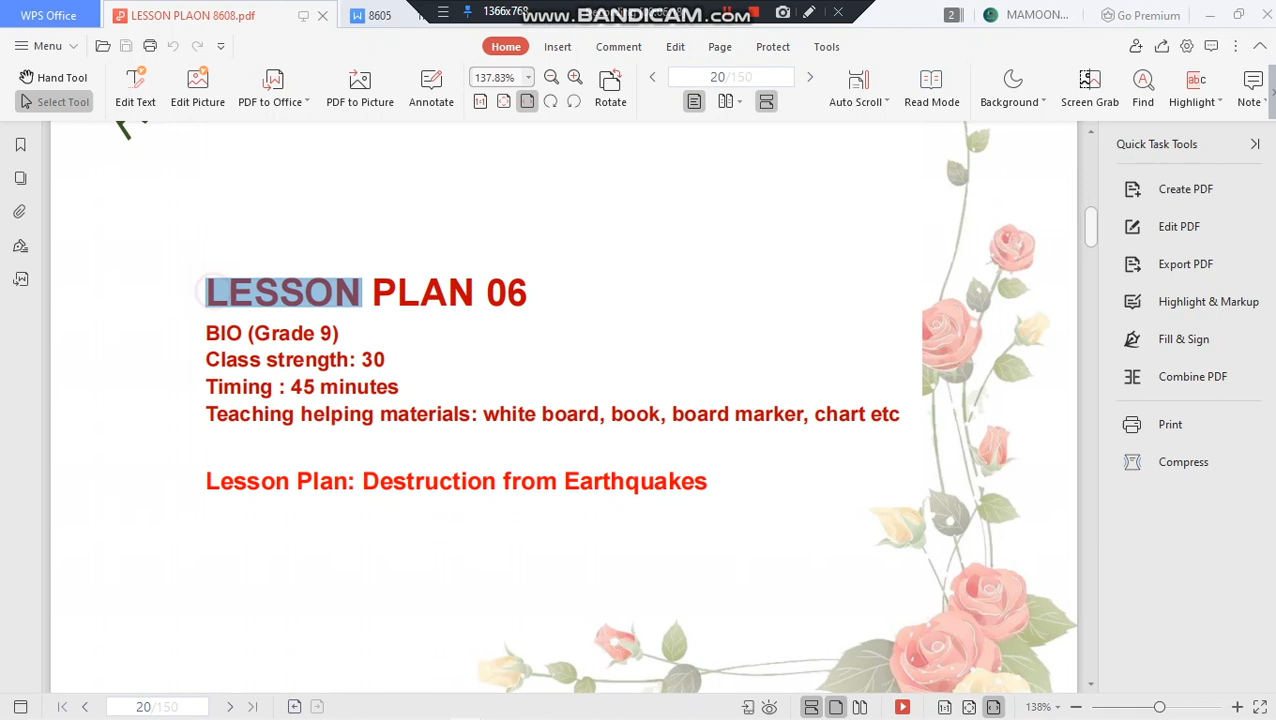 WPS Office LESSON PLAON 8608.pdf 8605 1366x768 www.BANDICAM.com 2 MAMOON... Go Premium
Menu Home Insert Comment Edit Page Protect Tools
Hand Tool 137.83% 20/150
Select Tool Edit Text Edit Picture PDF to Office PDF to Picture Annotate Rotate Auto Scroll Read Mode Background Screen Grab Find Highlight Note
Quick Task Tools
Create PDF
Edit PDF
Export PDF
Highlight & Markup
Fill & Sign
Combine PDF
Print
Compress
LESSON PLAN 06
BIO (Grade 9)
Class strength: 30
Timing : 45 minutes
Teaching helping materials: white board, book, board marker, chart etc
Lesson Plan: Destruction from Earthquakes
20/150 138%